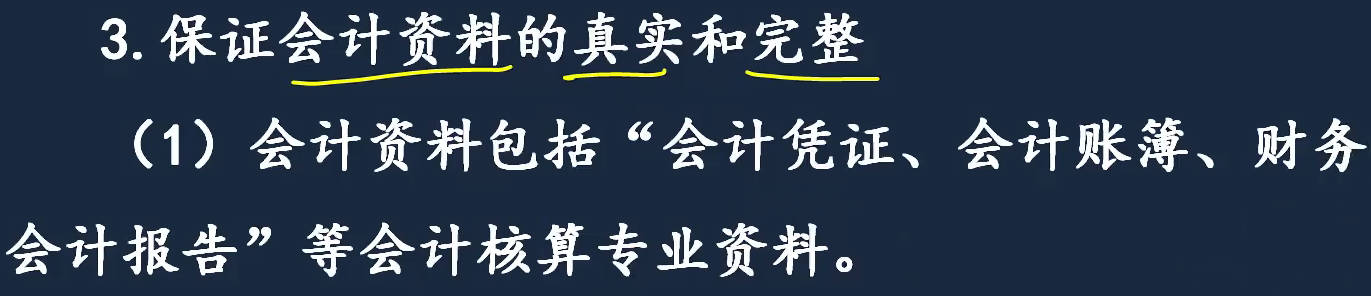 3. 保证会计资料的真实和完整
（1）会计资料包括“会计凭证、会计账簿、财务
会计报告”等会计核算专业资料。